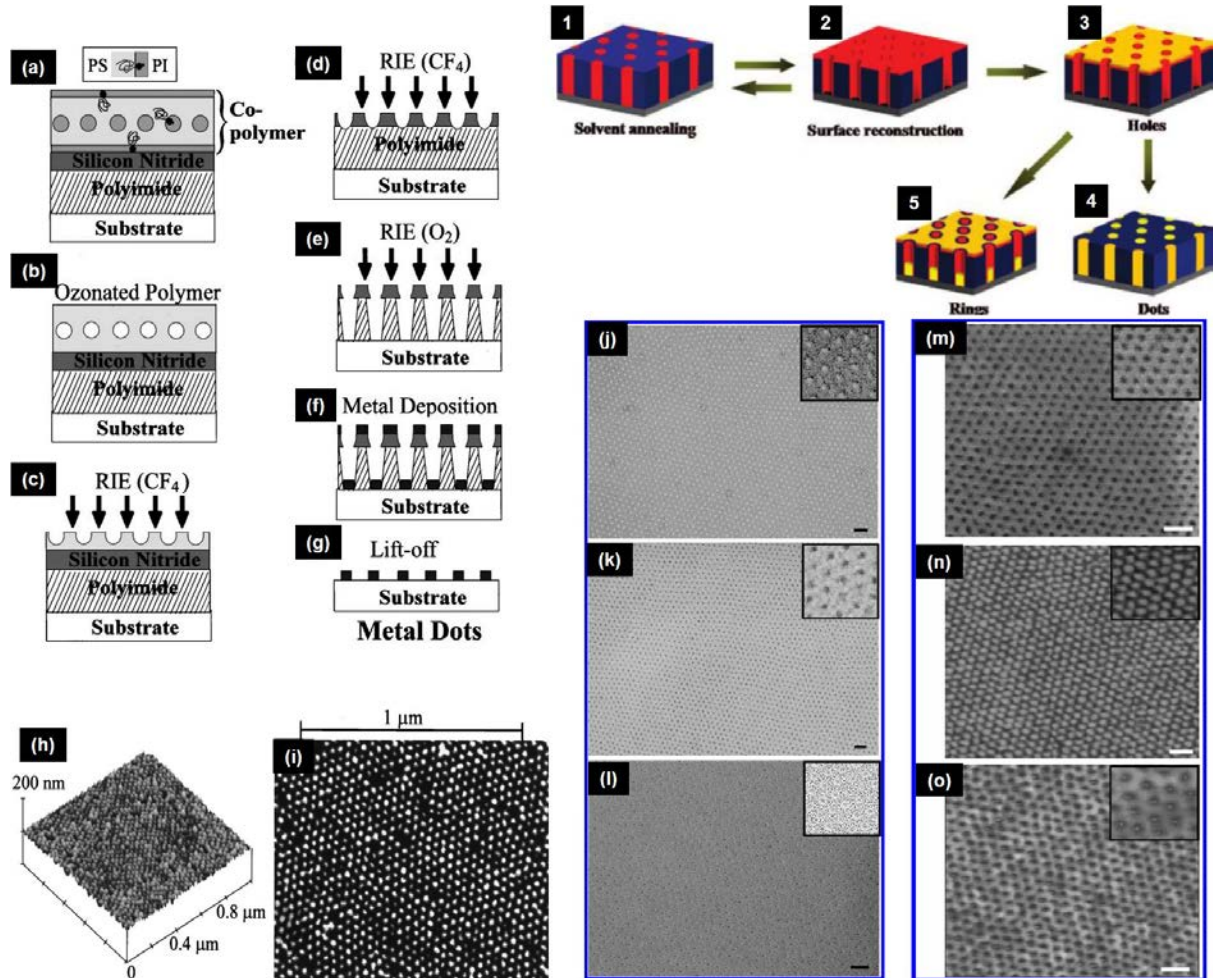 (a)
PS PI
Co-
polymer
Silicon Nitride
Polyimide
Substrate
(b)
Ozonated Polymer
Silicon Nitride
Polyimide
Substrate
(c)
RIE (CF4)
Silicon Nitride
Polyimide
Substrate
(d)
RIE (CF4)
Polyimide
Substrate
(e)
RIE (O2)
Substrate
(f)
Metal Deposition
Substrate
(g)
Lift-off
Substrate
Metal Dots
(h)
200 nm
0.8 μm
0.4 μm
0
1 μm
(i)
1
Solvent annealing
2
Surface reconstruction
3
Holes
5
Rings
4
Dots
(j)
(k)
(l)
(m)
(n)
(o)